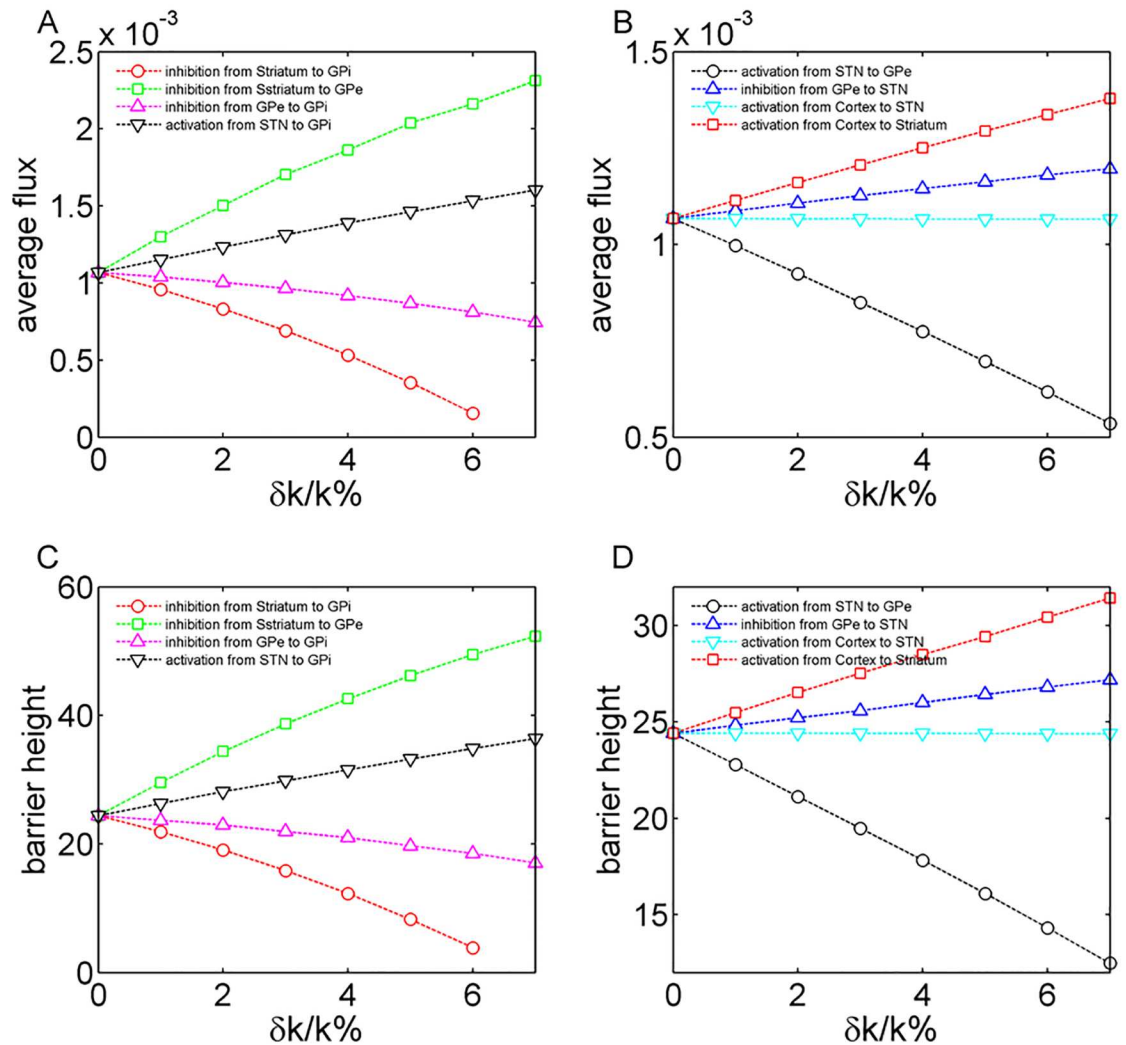 A
× 10⁻³
2.5
2
1.5
1
0.5
0
average flux
inhibition from Striatum to GPi
inhibition from Sstriatum to GPe
inhibition from GPe to GPi
activation from STN to GPi
0 2 4 6
δk/k%
B
× 10⁻³
1.5
1
0.5
average flux
activation from STN to GPe
inhibition from GPe to STN
activation from Cortex to STN
activation from Cortex to Striatum
0 2 4 6
δk/k%
C
60
40
20
0
barrier height
inhibition from Striatum to GPi
inhibition from Sstriatum to GPe
inhibition from GPe to GPi
activation from STN to GPi
0 2 4 6
δk/k%
D
30
25
20
15
barrier height
activation from STN to GPe
inhibition from GPe to STN
activation from Cortex to STN
activation from Cortex to Striatum
0 2 4 6
δk/k%